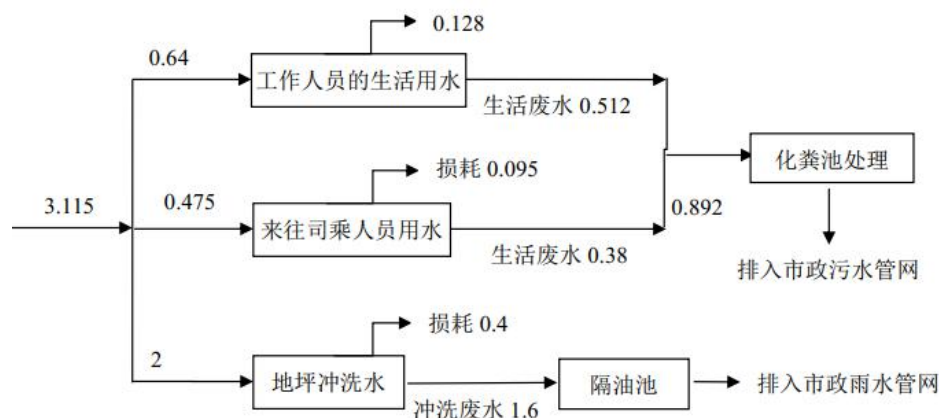 0.128
0.64
工作人员的生活用水
生活废水 0.512
化粪池处理
损耗 0.095
3.115
0.475
0.892
来往司乘人员用水
生活废水 0.38
排入市政污水管网
损耗 0.4
2
地坪冲洗水
隔油池
排入市政雨水管网
冲洗废水 1.6